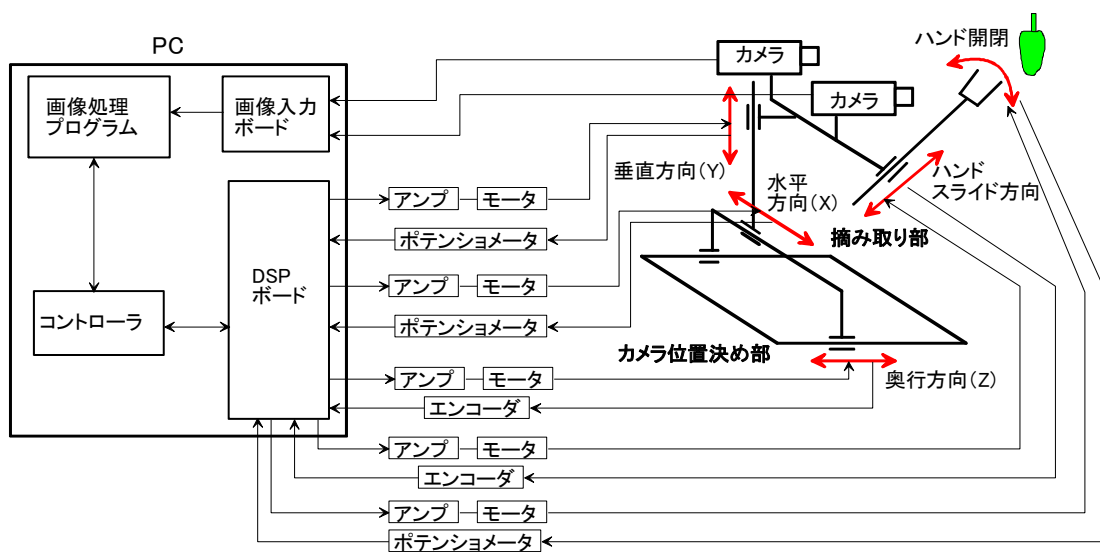 PC
画像処理
プログラム
画像入力
ボード
コントローラ
DSP
ボード
カメラ
カメラ
ハンド開閉
垂直方向(Y)
水平
方向(X)
ハンド
スライド方向
摘み取り部
カメラ位置決め部
奥行方向(Z)
アンプ
モータ
ポテンショメータ
アンプ
モータ
ポテンショメータ
アンプ
モータ
エンコーダ
アンプ
モータ
エンコーダ
アンプ
モータ
ポテンショメータ